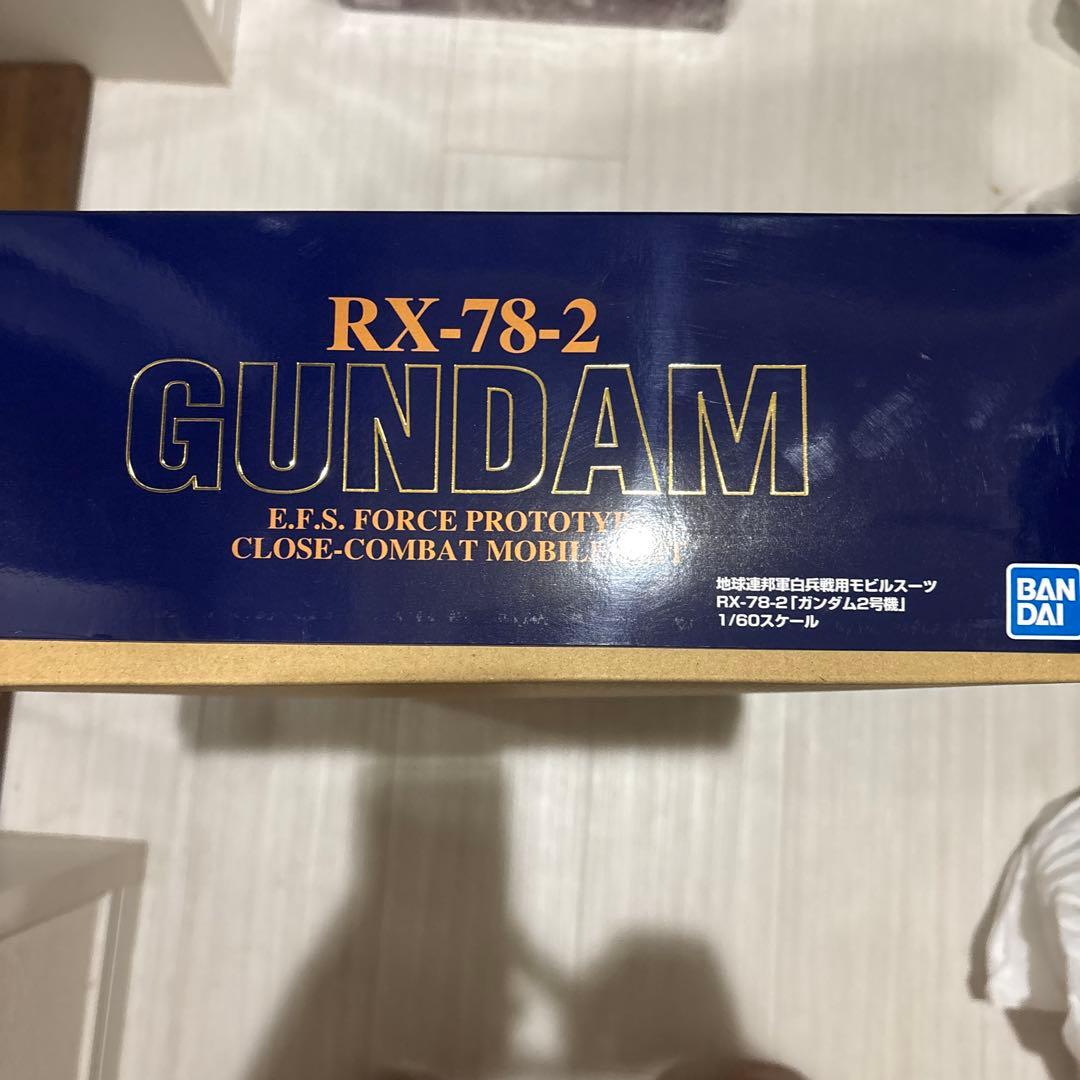 RX-78-2
GUNDAM
E.F.S. FORCE
CLOSE-COMBAT
地球連邦軍白兵戦用モビルスーツ
RX-78-2「ガンダム2号機」
1/60スケール
BAN
DAI